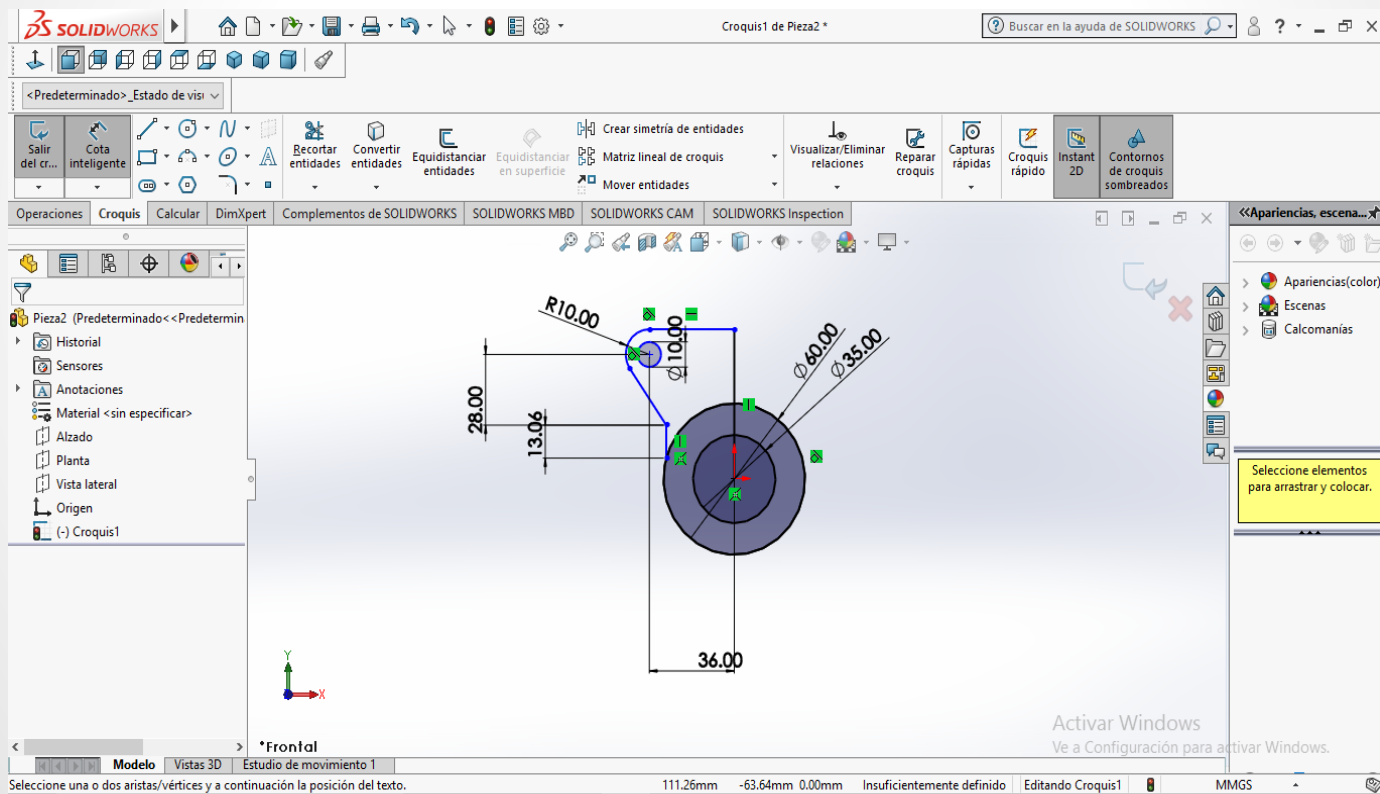 SOLIDWORKS
Croquis1 de Pieza2 *
Buscar en la ayuda de SOLIDWORKS
<Predeterminado>_Estado de visi
Salir del cr...
Cota inteligente
Recortar entidades
Convertir entidades
Equidistanciar entidades
Equidistanciar en superficie
Crear simetría de entidades
Matriz lineal de croquis
Mover entidades
Visualizar/Eliminar relaciones
Reparar croquis
Capturas rápidas
Croquis rápido
Instant 2D
Contornos de croquis sombreados
Operaciones
Croquis
Calcular
DimXpert
Complementos de SOLIDWORKS
SOLIDWORKS MBD
SOLIDWORKS CAM
SOLIDWORKS Inspection
Pieza2 (Predeterminado<<Predetermin
Historial
Sensores
Anotaciones
Material <sin especificar>
Alzado
Planta
Vista lateral
Origen
(-) Croquis1
R10.00
Ø10.00
Ø60.00
Ø35.00
28.00
13.06
36.00
Y
X
*Frontal
«Apariencias, escena...
Apariencias(color)
Escenas
Calcomanías
Seleccione elementos
para arrastrar y colocar.
Activar Windows
Ve a Configuración para activar Windows.
Modelo
Vistas 3D
Estudio de movimiento 1
Seleccione una o dos aristas/vértices y a continuación la posición del texto.
111.26mm
-63.64mm 0.00mm
Insuficientemente definido
Editando Croquis1
MMGS